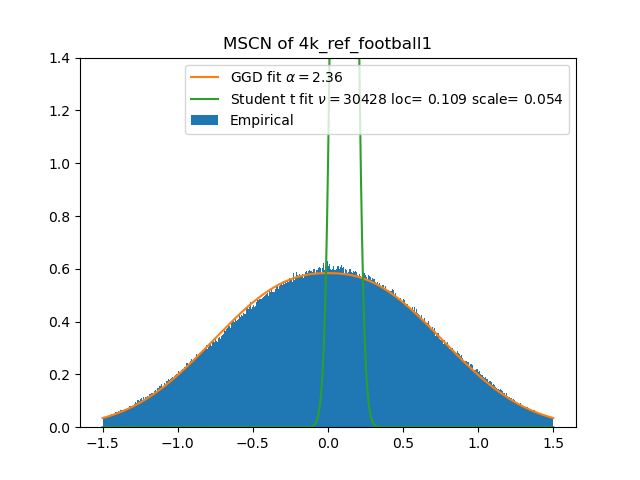 MSCN of 4k_ref_football1
GGD fit α = 2.36
Student t fit ν = 30428 loc= 0.109 scale= 0.054
Empirical
1.4
1.2
1.0
0.8
0.6
0.4
0.2
0.0
−1.5 −1.0 −0.5 0.0 0.5 1.0 1.5